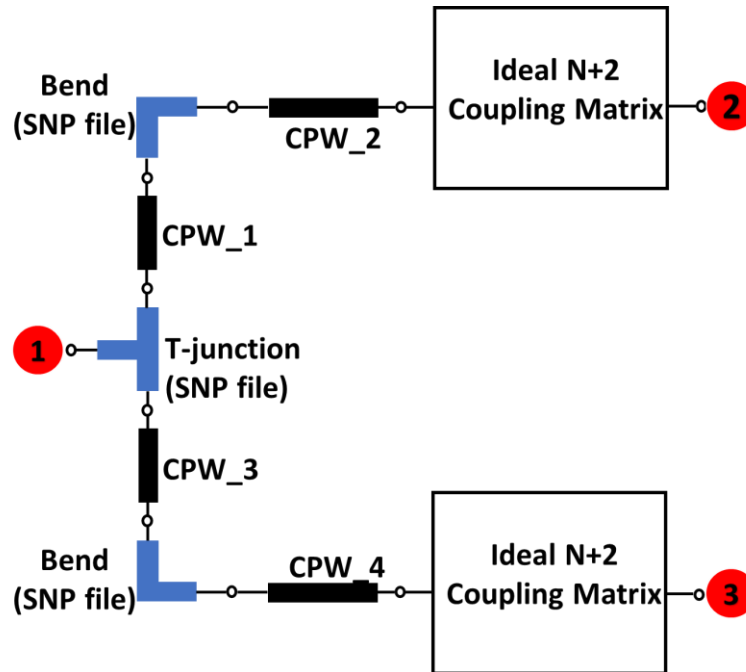 Bend
(SNP file)
CPW_2
Ideal N+2
Coupling Matrix
2
CPW_1
1
T-junction
(SNP file)
CPW_3
Bend
(SNP file)
CPW_4
Ideal N+2
Coupling Matrix
3